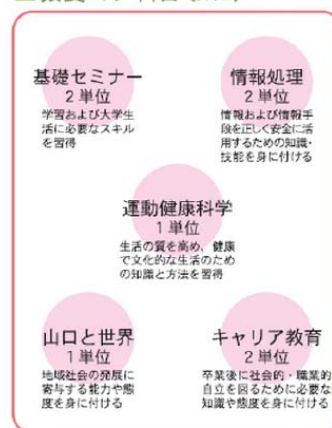 基礎セミナー
2単位
学習および大学生
活に必要なスキル
を習得
情報処理
2単位
情報および情報手
段を正しく安全に活
用するための知識・
技能を身に付ける
運動健康科学
1単位
生活の質を高め、健康
で文化的な生活のため
の知識と方法を習得
山口と世界
1単位
地域社会の発展に
寄与する能力や態
度を身に付ける
キャリア教育
2単位
卒業後に社会的・職業的
自立を図るために必要な
知識や態度を身に付ける